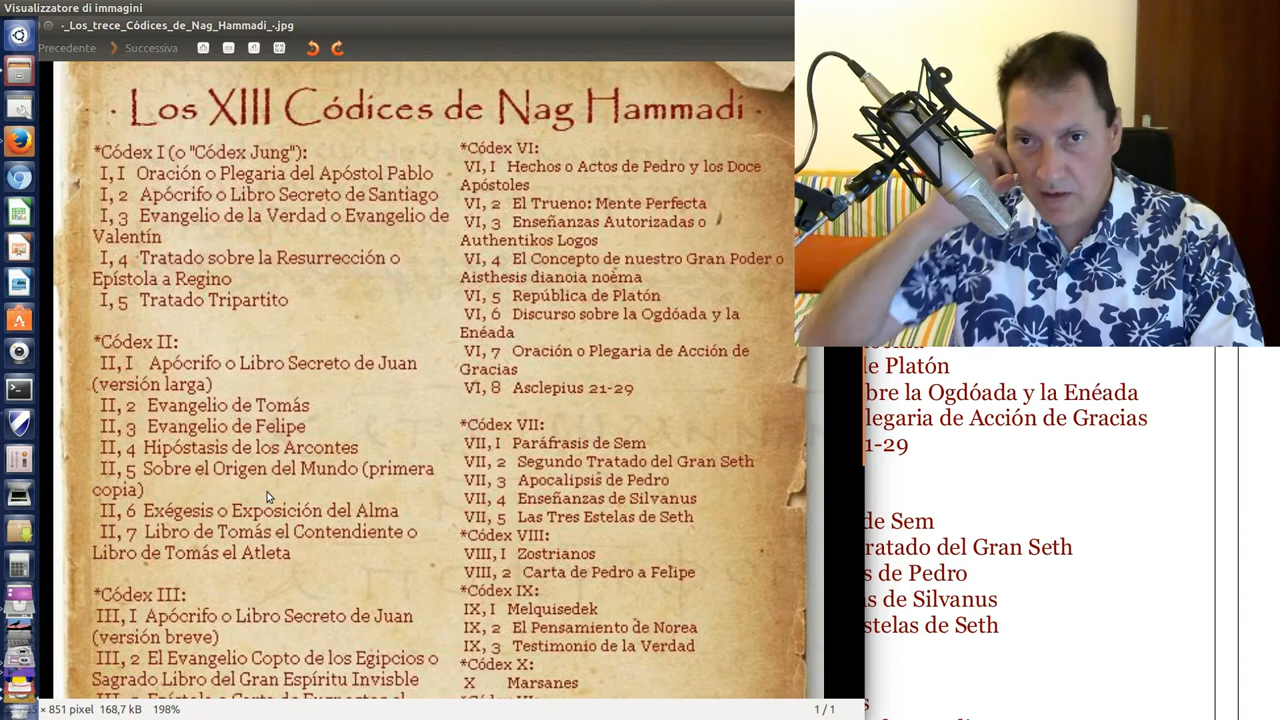 Visualizzatore di immagini
·_Los_trece_Códices_de_Nag_Hammadi_·.jpg
Precedente
Successiva
· Los XIII Códices de Nag Hammadi ·
*Códex I (o "Códex Jung"):
I, I Oración o Plegaria del Apóstol Pablo
I, 2 Apócrifo o Libro Secreto de Santiago
I, 3 Evangelio de la Verdad o Evangelio de
Valentín
I, 4 Tratado sobre la Resurrección o
Epístola a Regino
I, 5 Tratado Tripartito
*Códex II:
II, I Apócrifo o Libro Secreto de Juan
(versión larga)
II, 2 Evangelio de Tomás
II, 3 Evangelio de Felipe
II, 4 Hipóstasis de los Arcontes
II, 5 Sobre el Origen del Mundo (primera
copia)
II, 6 Exégesis o Exposición del Alma
II, 7 Libro de Tomás el Contendiente o
Libro de Tomás el Atleta
*Códex III:
III, I Apócrifo o Libro Secreto de Juan
(versión breve)
III, 2 El Evangelio Copto de los Egipcios o
Sagrado Libro del Gran Espíritu Invisble
*Códex VI:
VI, I Hechos o Actos de Pedro y los Doce
Apóstoles
VI, 2 El Trueno: Mente Perfecta
VI, 3 Enseñanzas Autorizadas o
Authentikos Logos
VI, 4 El Concepto de nuestro Gran Poder o
Aisthesis dianoia noēma
VI, 5 República de Platón
VI, 6 Discurso sobre la Ogdóada y la
Enéada
VI, 7 Oración o Plegaria de Acción de
Gracias
VI, 8 Asclepius 21-29
*Códex VII:
VII, I Paráfrasis de Sem
VII, 2 Segundo Tratado del Gran Seth
VII, 3 Apocalipsis de Pedro
VII, 4 Enseñanzas de Silvanus
VII, 5 Las Tres Estelas de Seth
*Códex VIII:
VIII, I Zostrianos
VIII, 2 Carta de Pedro a Felipe
*Códex IX:
IX, I Melquisedek
IX, 2 El Pensamiento de Norea
IX, 3 Testimonio de la Verdad
*Códex X:
X Marsanes
de Platón
bre la Ogdóada y la Enéada
legaria de Acción de Gracias
1-29
de Sem
ratado del Gran Seth
s de Pedro
as de Silvanus
stelas de Seth
× 851 pixel 168,7 kB 198%
1 / 1